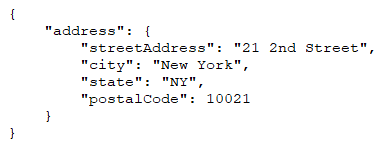 {
    "address": {
        "streetAddress": "21 2nd Street",
        "city": "New York",
        "state": "NY",
        "postalCode": 10021
    }
}